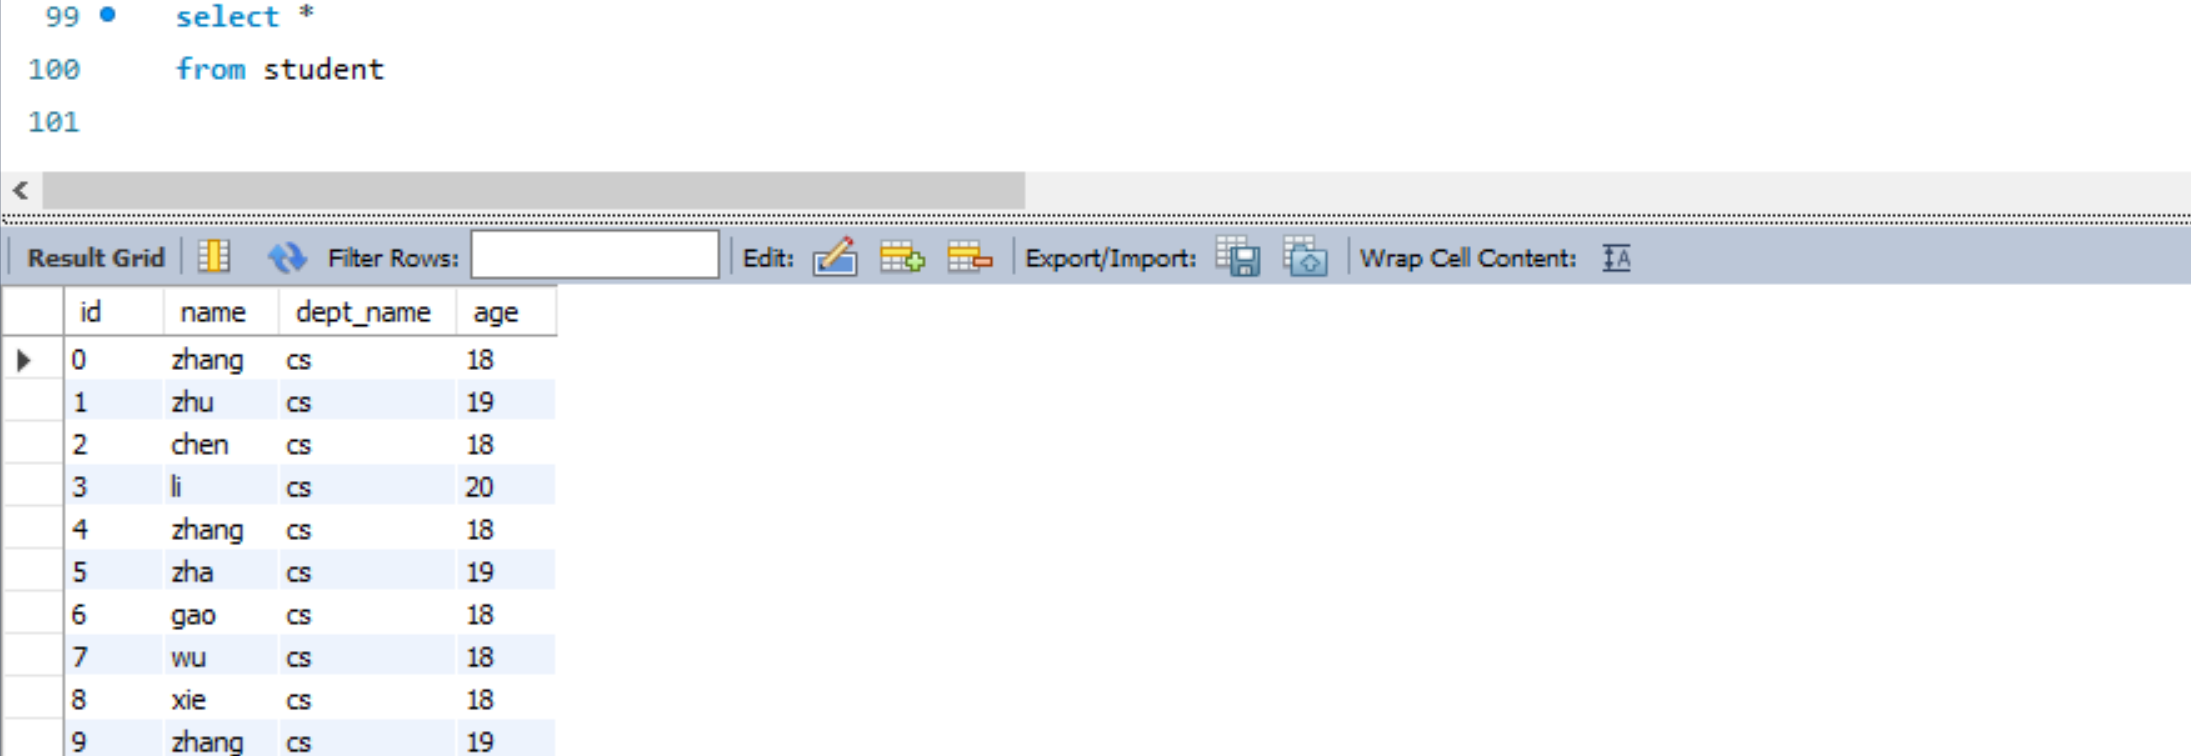 99 select *
100 from student
101
Result Grid Filter Rows: Edit: Export/Import: Wrap Cell Content:
id name dept_name age
0 zhang cs 18
1 zhu cs 19
2 chen cs 18
3 li cs 20
4 zhang cs 18
5 zha cs 19
6 gao cs 18
7 wu cs 18
8 xie cs 18
9 zhang cs 19